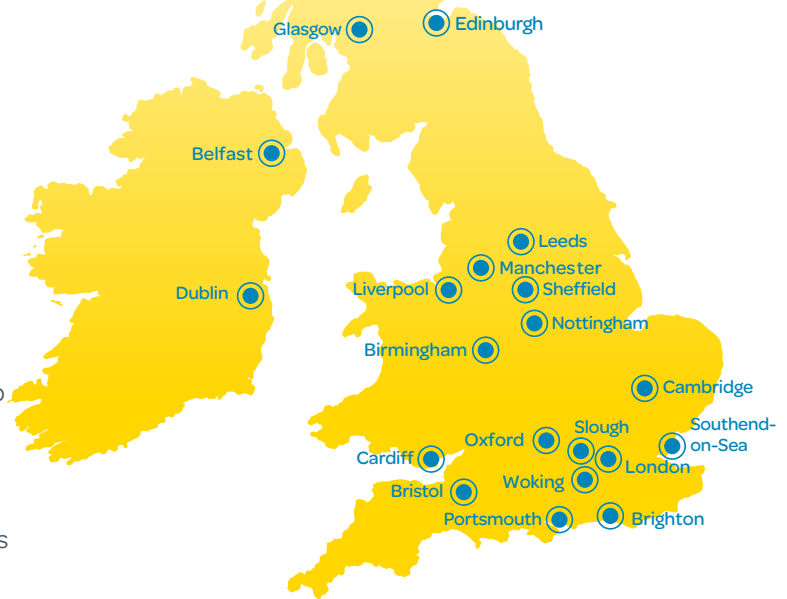 Glasgow
Edinburgh
Belfast
Leeds
Manchester
Liverpool
Sheffield
Dublin
Nottingham
Birmingham
Cambridge
Southend-
on-Sea
Slough
Oxford
Cardiff
London
Woking
Bristol
Portsmouth
Brighton
s